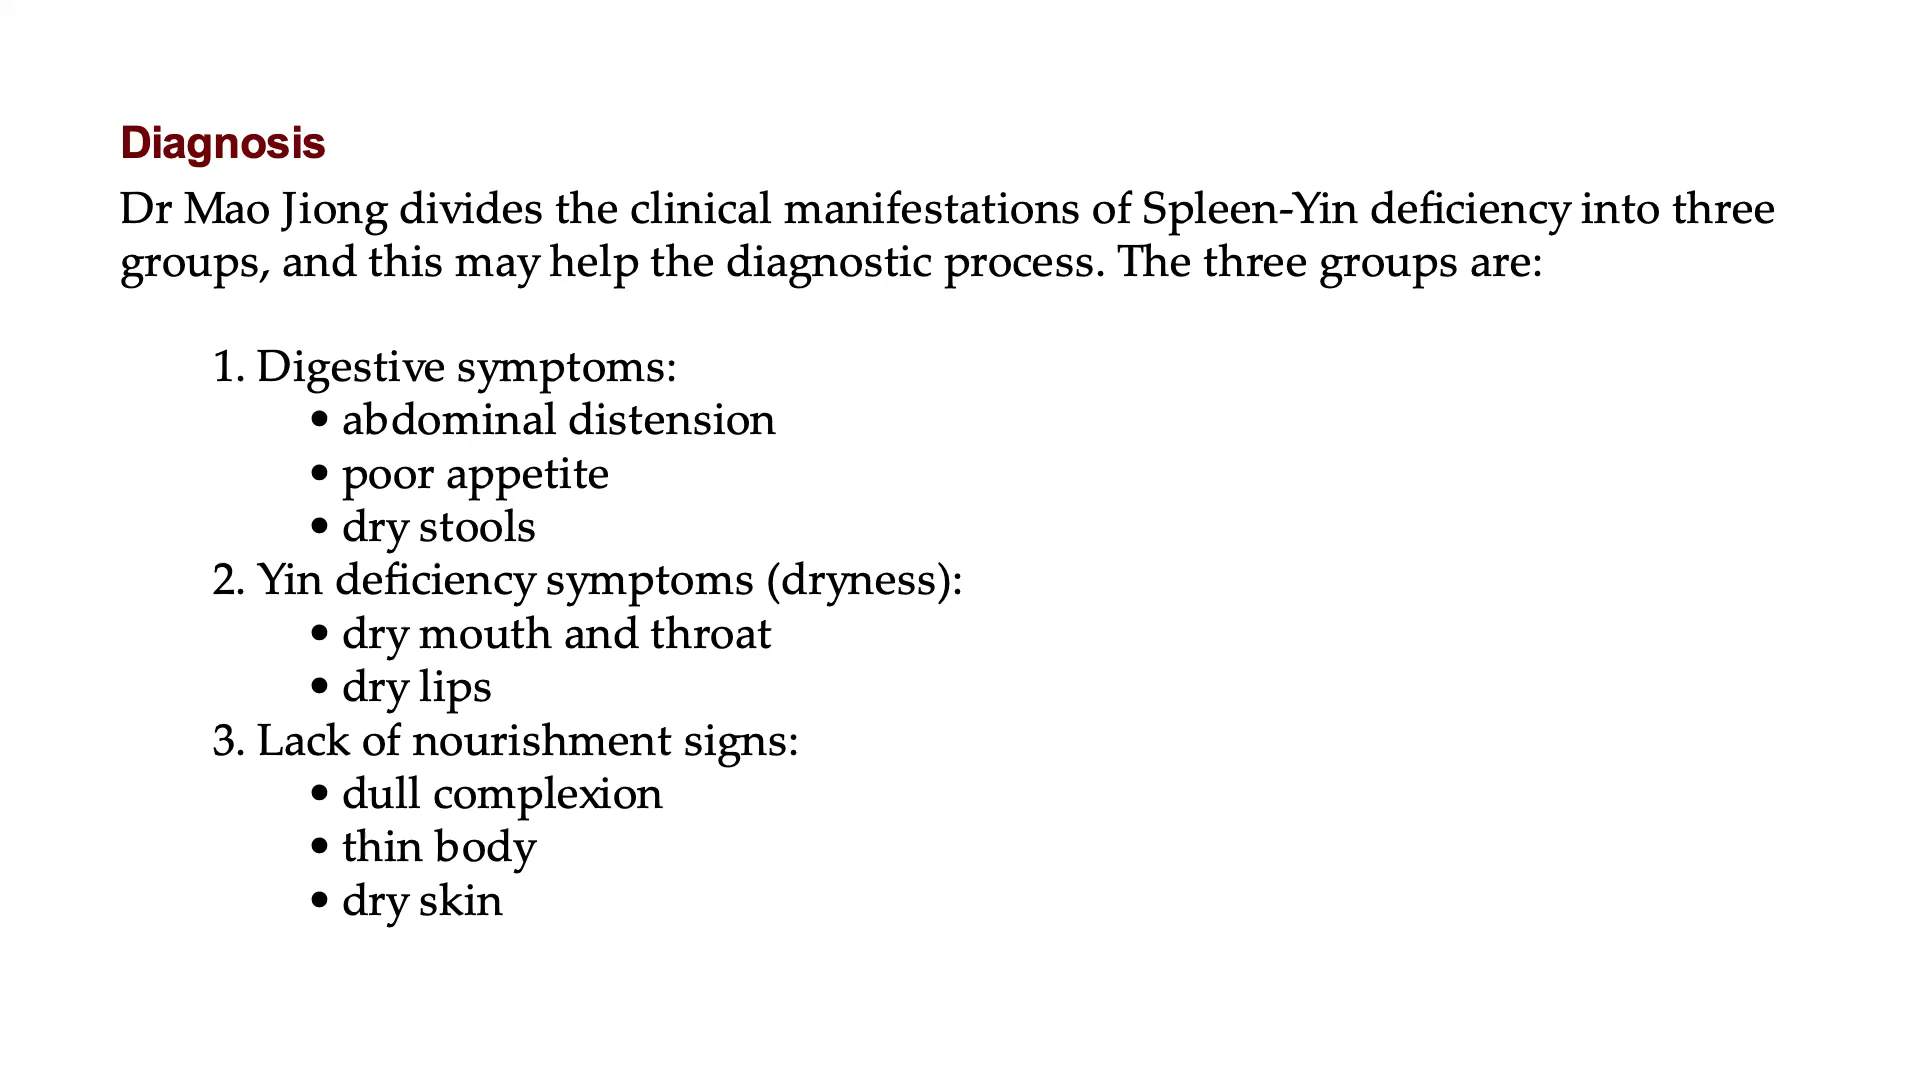 Diagnosis
Dr Mao Jiong divides the clinical manifestations of Spleen-Yin deficiency into three
groups, and this may help the diagnostic process. The three groups are:
1. Digestive symptoms:
• abdominal distension
• poor appetite
• dry stools
2. Yin deficiency symptoms (dryness):
• dry mouth and throat
• dry lips
3. Lack of nourishment signs:
• dull complexion
• thin body
• dry skin